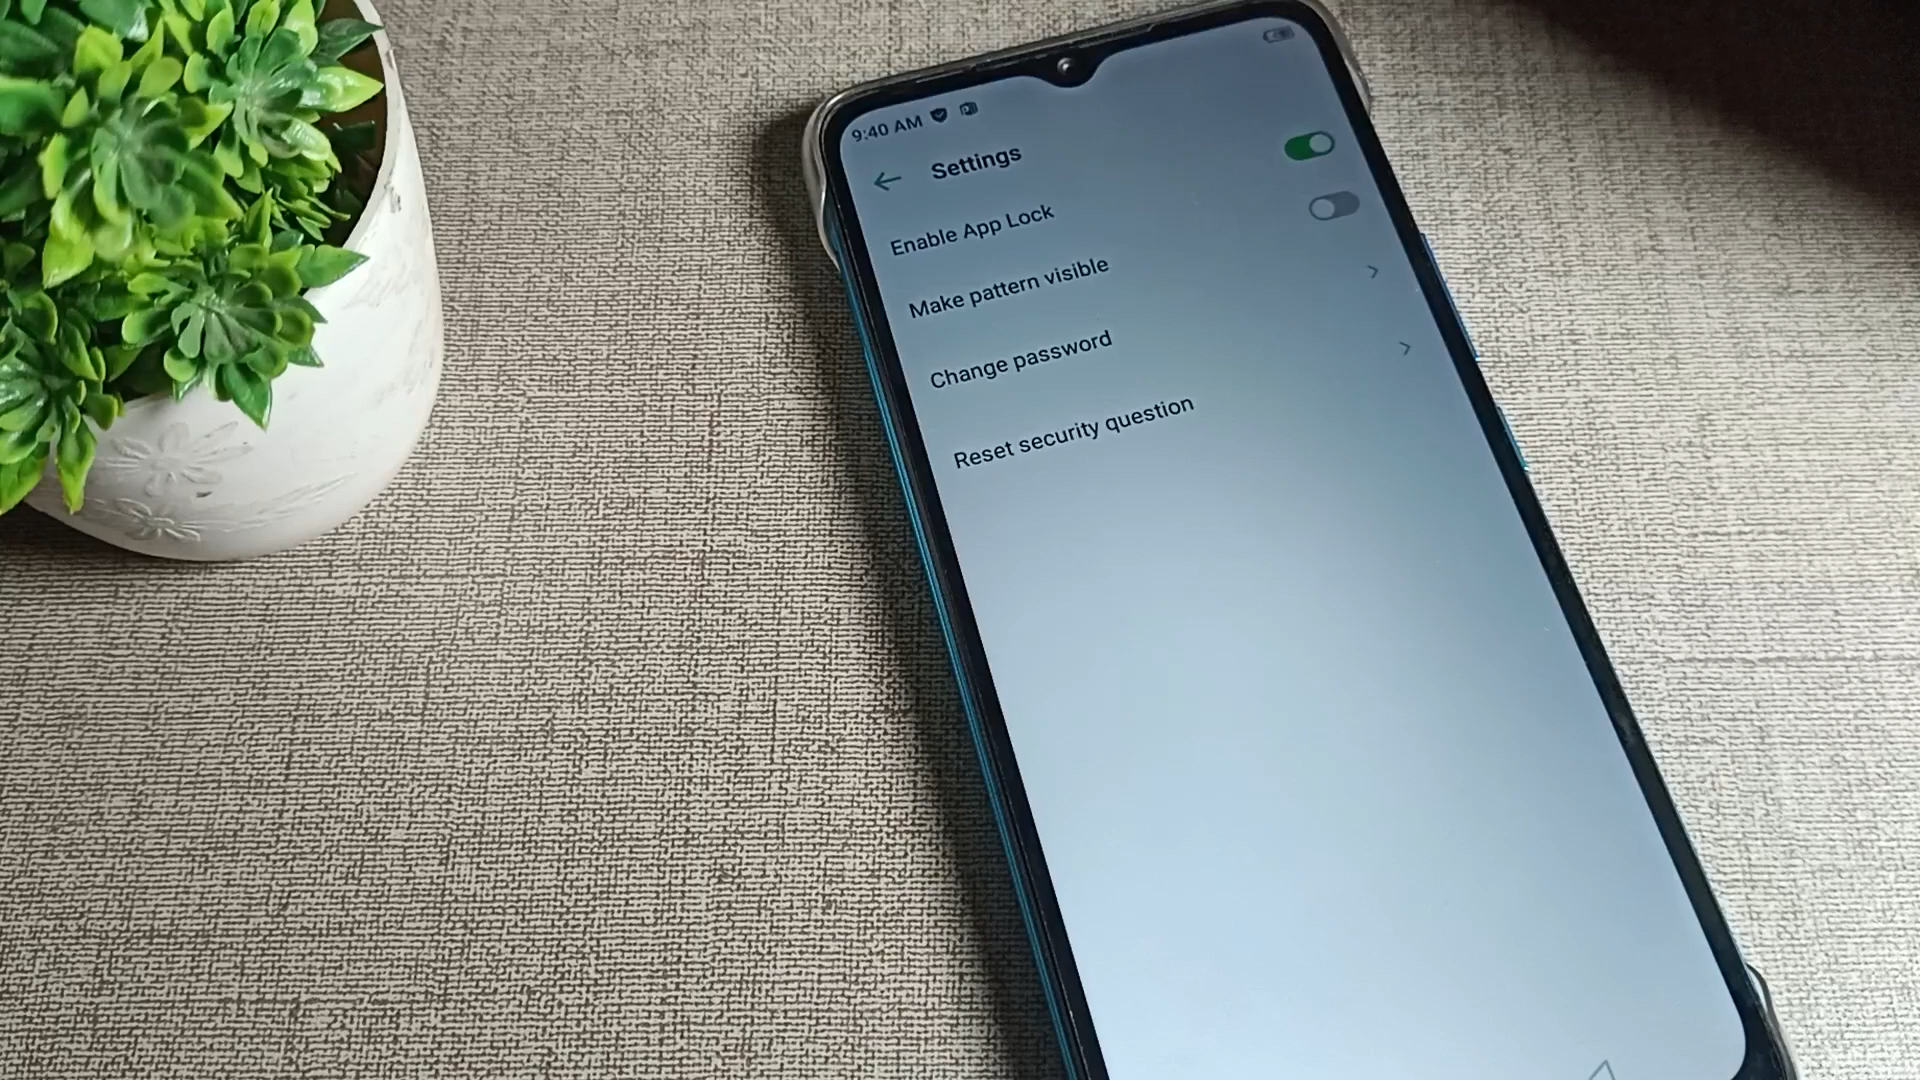 9:40 AM
Settings
Enable App Lock
Make pattern visible
Change password
Reset security question